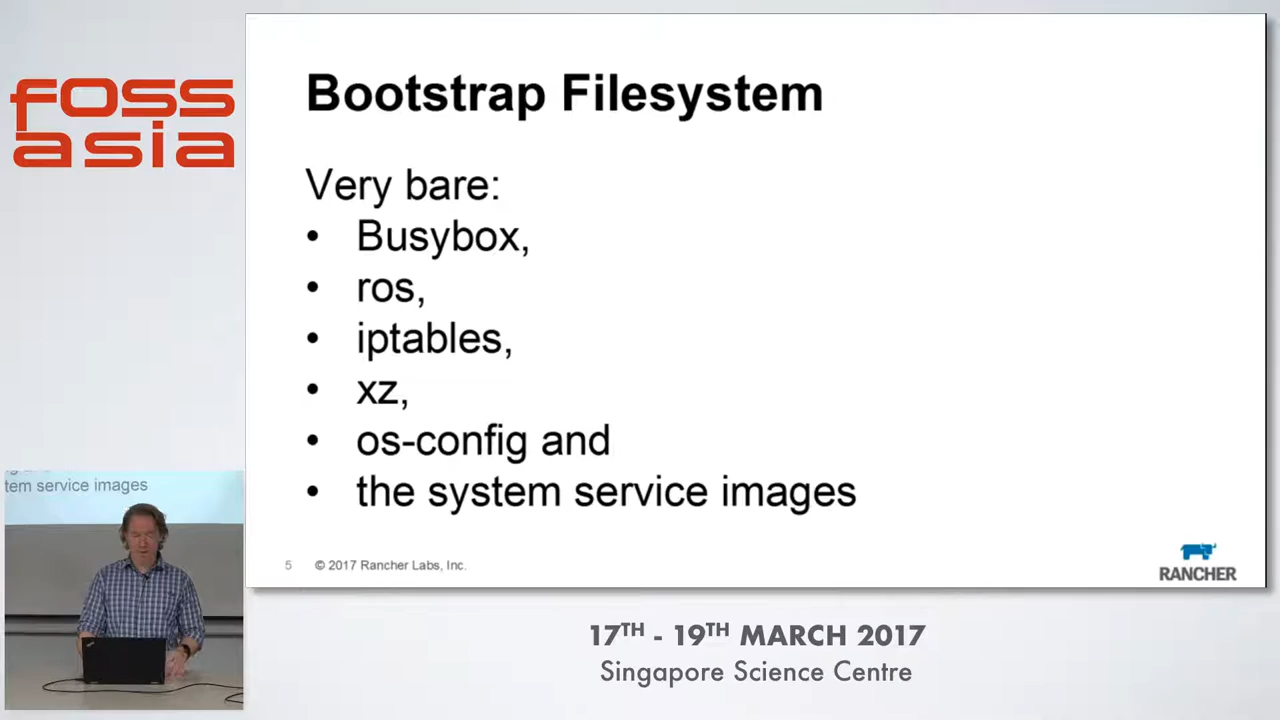 foss
asia
Bootstrap Filesystem
Very bare:
• Busybox,
• ros,
• iptables,
• xz,
• os-config and
• the system service images
5 © 2017 Rancher Labs, Inc.
RANCHER
tem service images
17TH - 19TH MARCH 2017
Singapore Science Centre